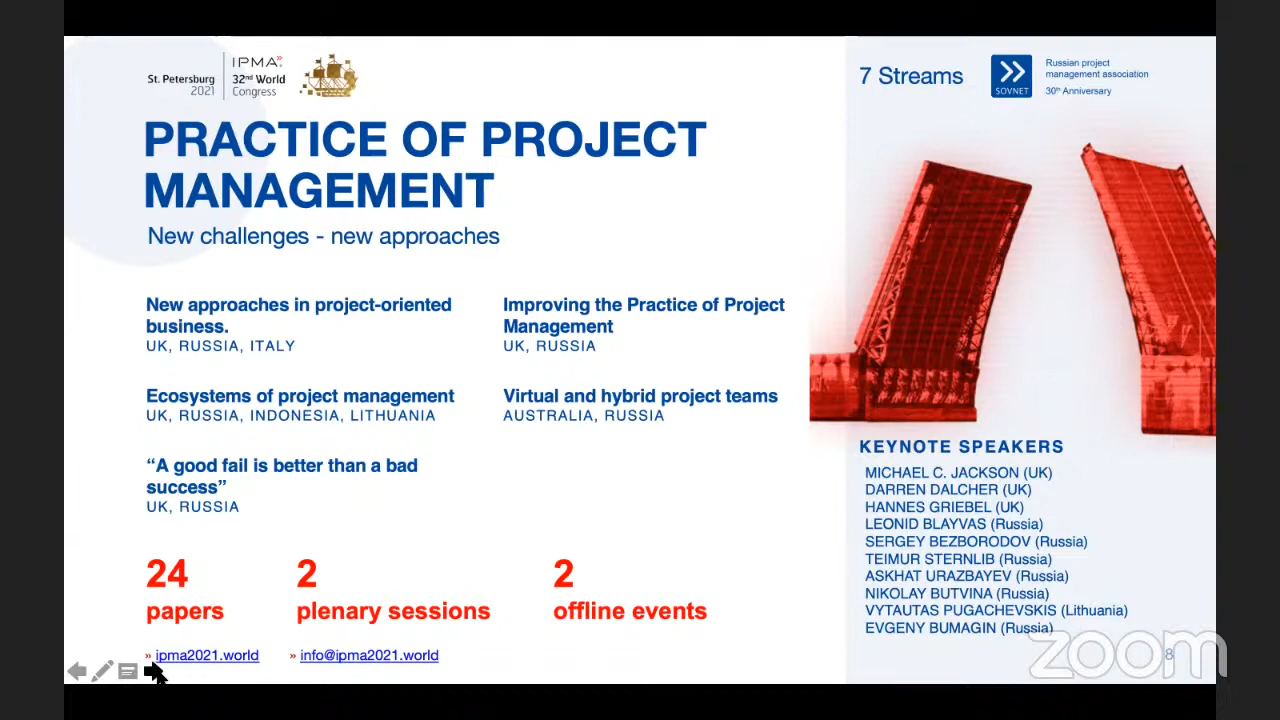 St. Petersburg
2021
IPMA»
32nd World
Congress
7 Streams
SOVNET
Russian project
management association
30th Anniversary
PRACTICE OF PROJECT
MANAGEMENT
New challenges - new approaches
New approaches in project-oriented
business.
UK, RUSSIA, ITALY
Improving the Practice of Project
Management
UK, RUSSIA
Ecosystems of project management
UK, RUSSIA, INDONESIA, LITHUANIA
Virtual and hybrid project teams
AUSTRALIA, RUSSIA
“A good fail is better than a bad
success”
UK, RUSSIA
24
papers
2
plenary sessions
2
offline events
» ipma2021.world
» info@ipma2021.world
KEYNOTE SPEAKERS
MICHAEL C. JACKSON (UK)
DARREN DALCHER (UK)
HANNES GRIEBEL (UK)
LEONID BLAYVAS (Russia)
SERGEY BEZBORODOV (Russia)
TEIMUR STERNLIB (Russia)
ASKHAT URAZBAYEV (Russia)
NIKOLAY BUTVINA (Russia)
VYTAUTAS PUGACHEVSKIS (Lithuania)
EVGENY BUMAGIN (Russia)
zoom
8